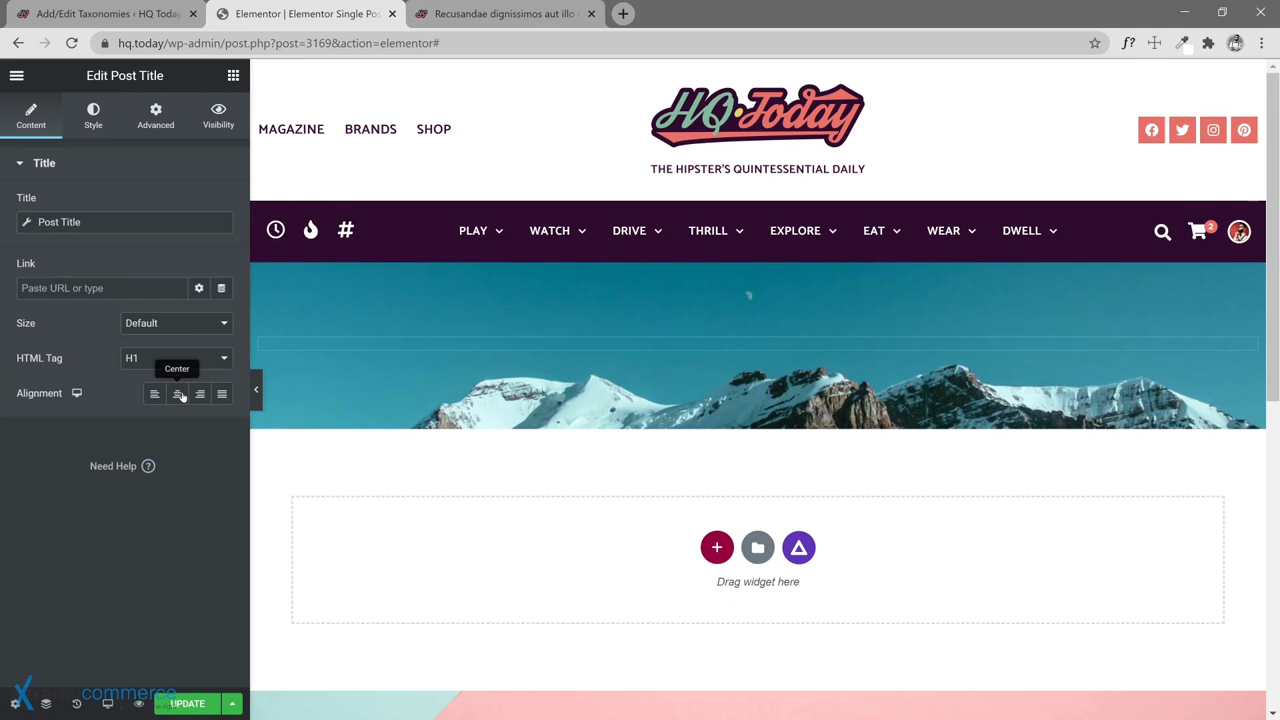 Add/Edit Taxonomies ‹ HQ Today
Elementor | Elementor Single Po
Recusandae dignissimos aut illo
hq.today/wp-admin/post.php?post=3169&action=elementor#
Edit Post Title
Content
Style
Advanced
Visibility
Title
Title
Post Title
Link
Paste URL or type
Size
Default
HTML Tag
H1
Center
Alignment
Need Help
UPDATE
commerce
MAGAZINE
BRANDS
SHOP
HQ Today
THE HIPSTER'S QUINTESSENTIAL DAILY
PLAY
WATCH
DRIVE
THRILL
EXPLORE
EAT
WEAR
DWELL
2
Drag widget here